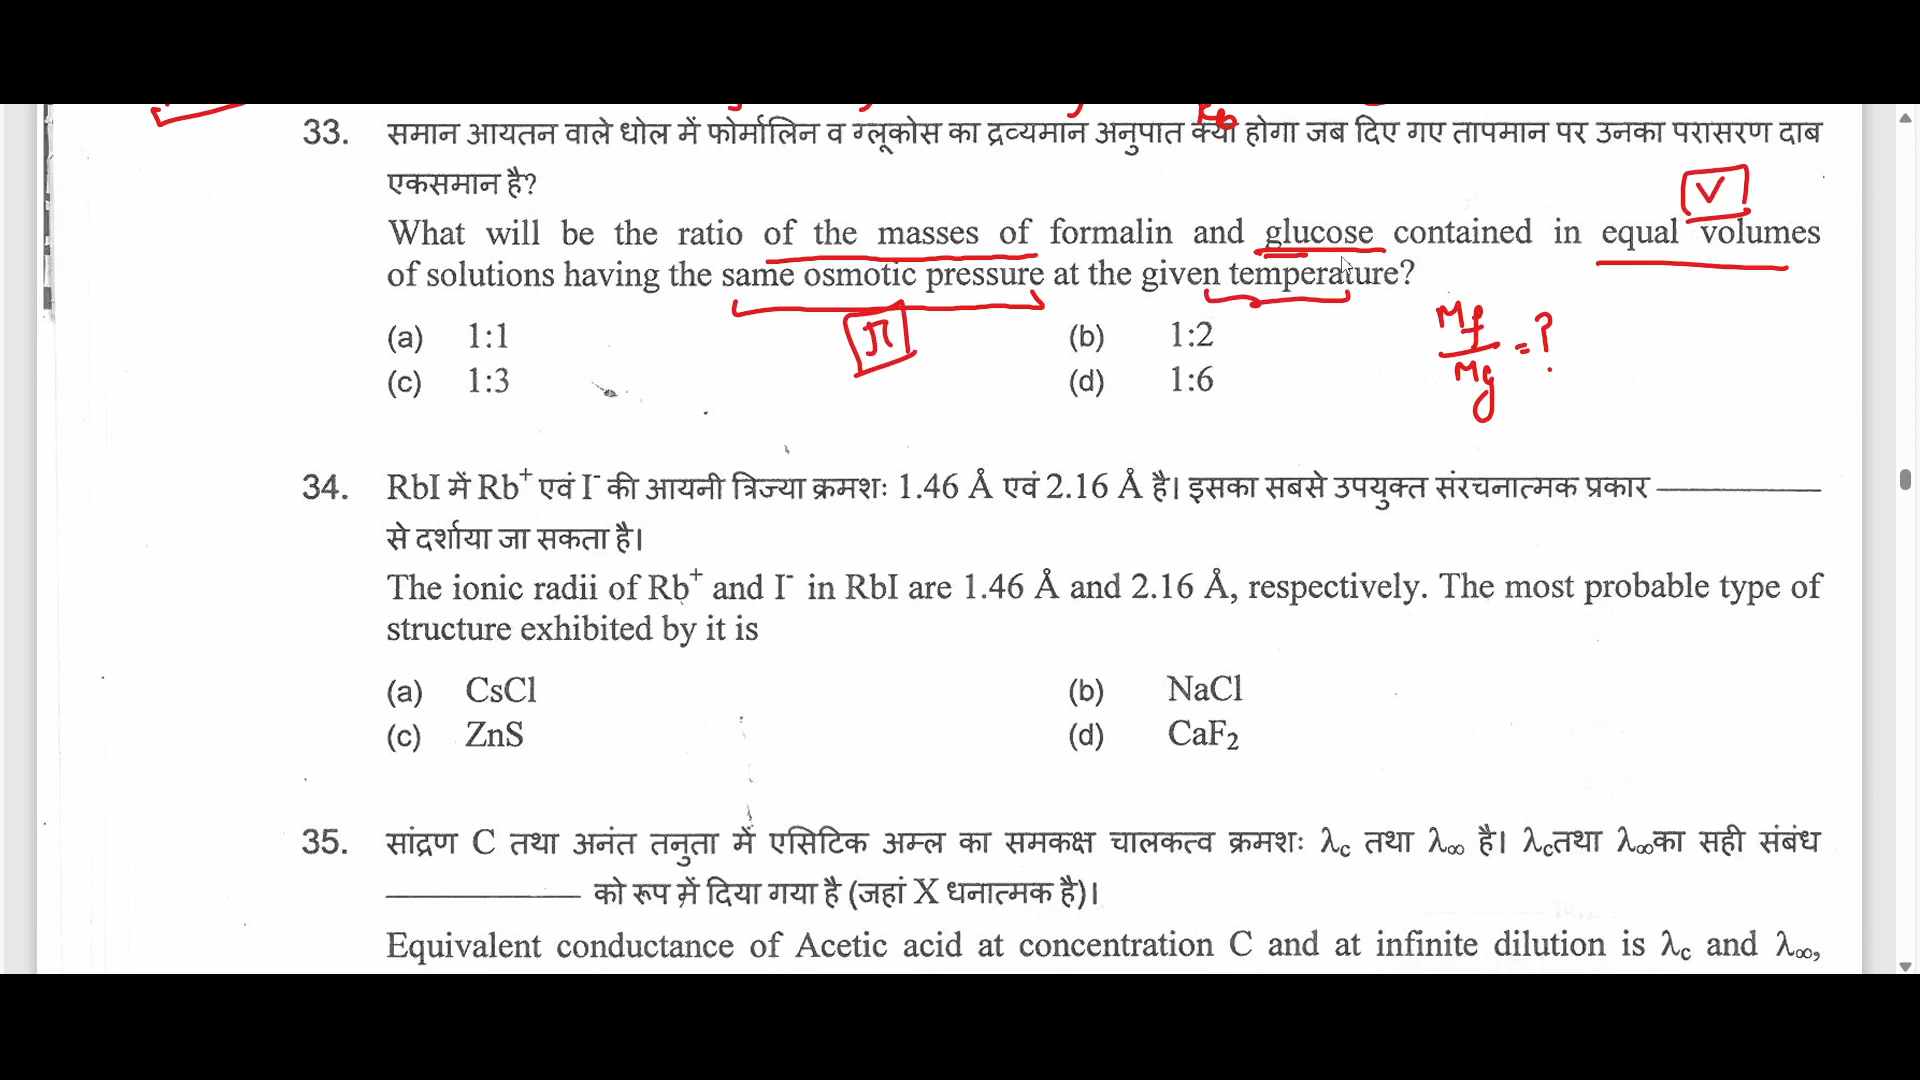 33. समान आयतन वाले घोल में फोर्मालिन व ग्लूकोस का द्रव्यमान अनुपात क्या होगा जब दिए गए तापमान पर उनका परासरण दाब
एकसमान है?
V
What will be the ratio of the masses of formalin and glucose contained in equal volumes
of solutions having the same osmotic pressure at the given temperature?
π
(a) 1:1 (b) 1:2
(c) 1:3 (d) 1:6
Mf/Mg = ?
34. RbI में Rb⁺ एवं I⁻ की आयनी त्रिज्या क्रमशः 1.46 Å एवं 2.16 Å है। इसका सबसे उपयुक्त संरचनात्मक प्रकार
से दर्शाया जा सकता है।
The ionic radii of Rb⁺ and I⁻ in RbI are 1.46 Å and 2.16 Å, respectively. The most probable type of
structure exhibited by it is
(a) CsCl (b) NaCl
(c) ZnS (d) CaF₂
35. सांद्रण C तथा अनंत तनुता में एसिटिक अम्ल का समकक्ष चालकत्व क्रमशः λc तथा λ∞ है। λcतथा λ∞का सही संबंध
को रूप में दिया गया है (जहां X धनात्मक है)।
Equivalent conductance of Acetic acid at concentration C and at infinite dilution is λc and λ∞,